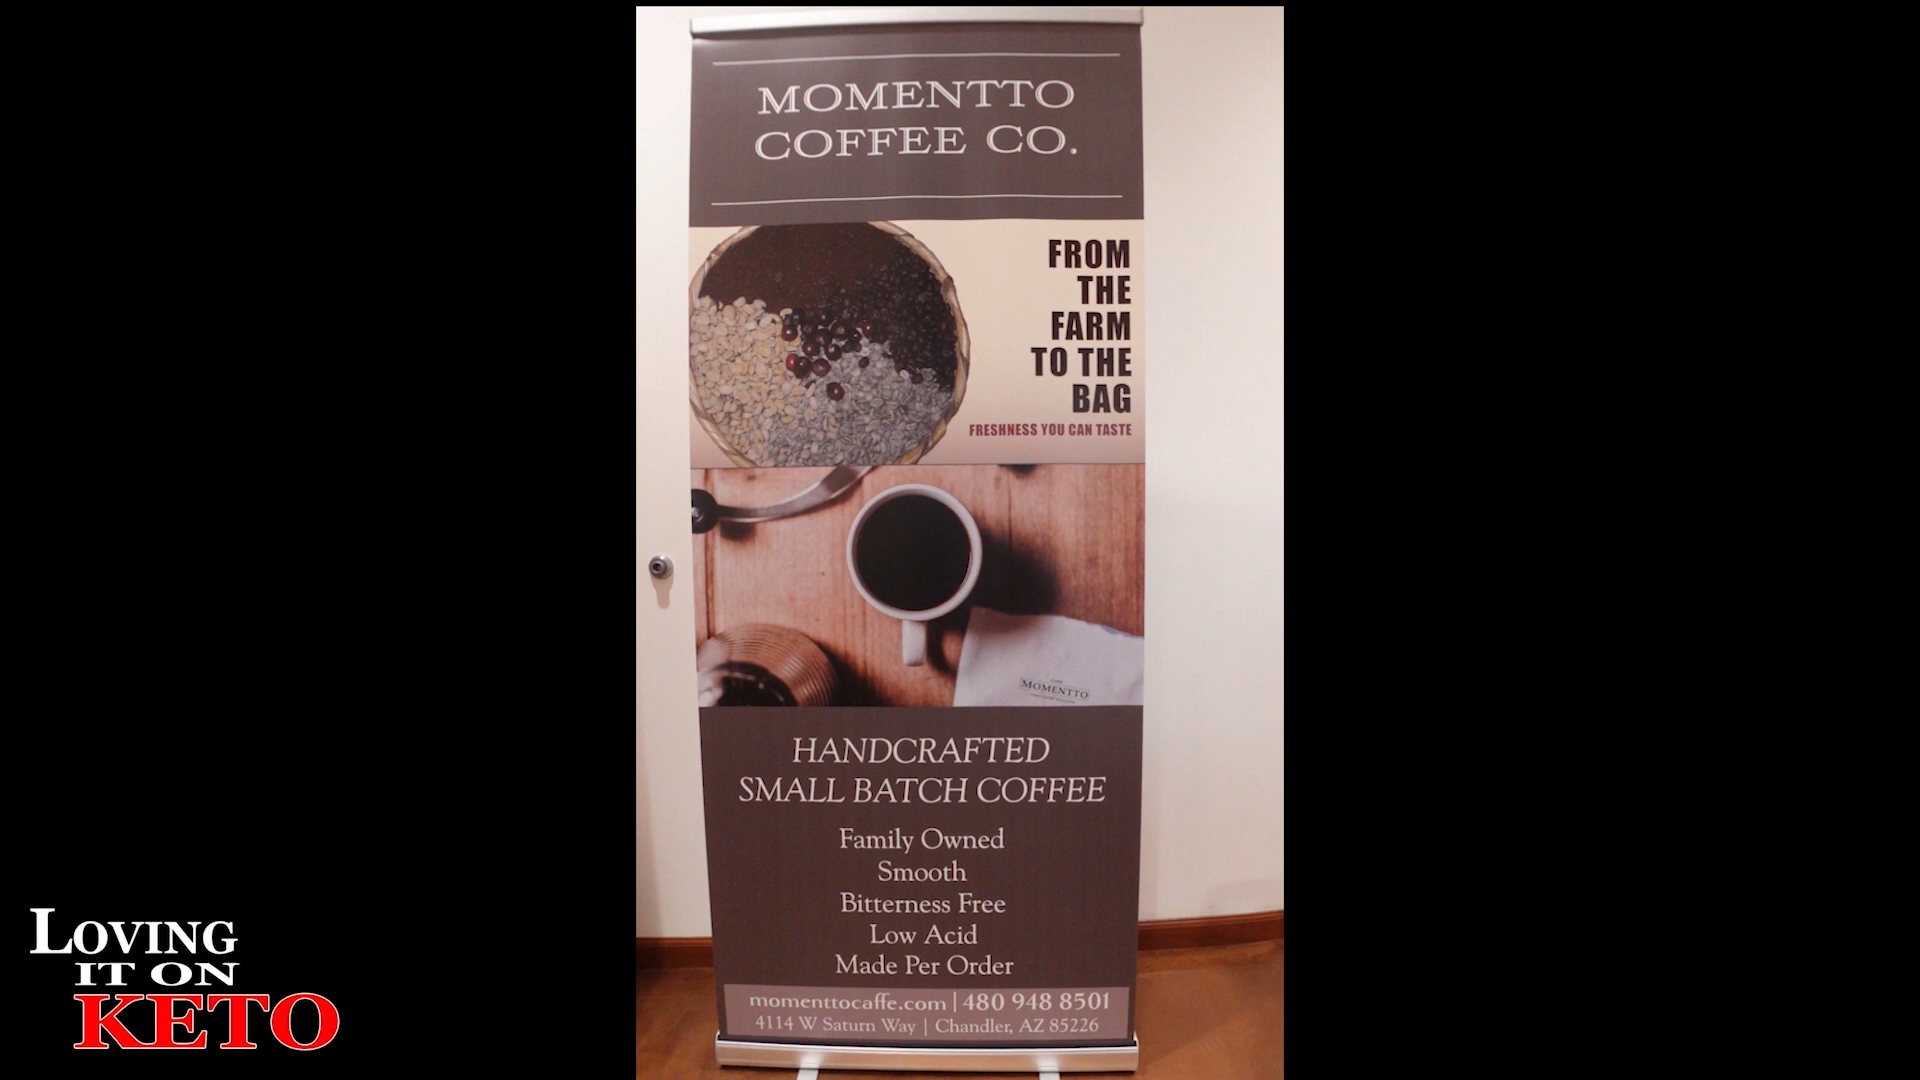 MOMENTTO
COFFEE CO.
FROM
THE
FARM
TO THE
BAG
FRESHNESS YOU CAN TASTE
MOMENTTO
HANDCRAFTED
SMALL BATCH COFFEE
Family Owned
Smooth
Bitterness Free
Low Acid
Made Per Order
momenttocaffe.com | 480 948 8501
4114 W Saturn Way | Chandler, AZ 85226
LOVING
IT ON
KETO